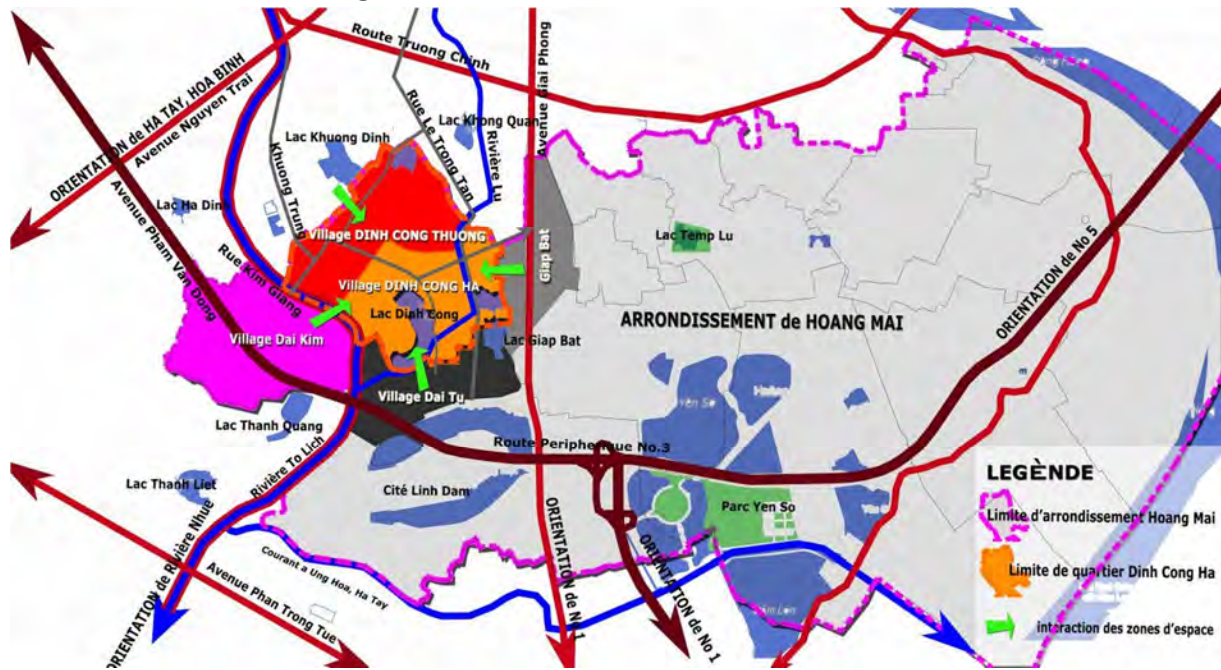 Route Truong Chinh
ORIENTATION de HA TAY, HOA BINH
Avenue Nguyen Trai
Lac Khuong Dinh
Khuong Trung
Rue Le Trong Tan
Lac Khong Quan
Rivière Lu
Avenue Giai Phong
Lac Ha Dinh
Avenue Pham Van Dong
Rue Kim Giang
Village DINH CONG THUONG
Village DINH CONG HA
Lac Dinh Cong
Giap Bat
Lac Giap Bat
Lac Temp Lu
ARRONDISSEMENT de HOANG MAI
ORIENTATION de No 5
Village Dai Kim
Village Dai Tu
Lac Thanh Quang
Yen So
Route Peripherique No.3
Lac Thanh Liet
Rivière To Lich
Cité Linh Dam
Parc Yen So
ORIENTATION de Rivière Nhue
Courant a Ung Hoa, Ha Tay
Avenue Phan Trong Tue
ORIENTATION de No 1
ORIENTATION de No 1
LEGÈNDE
Limite d'arrondissement Hoang Mai
Limite de quartier Dinh Cong Ha
interaction des zones d'espace